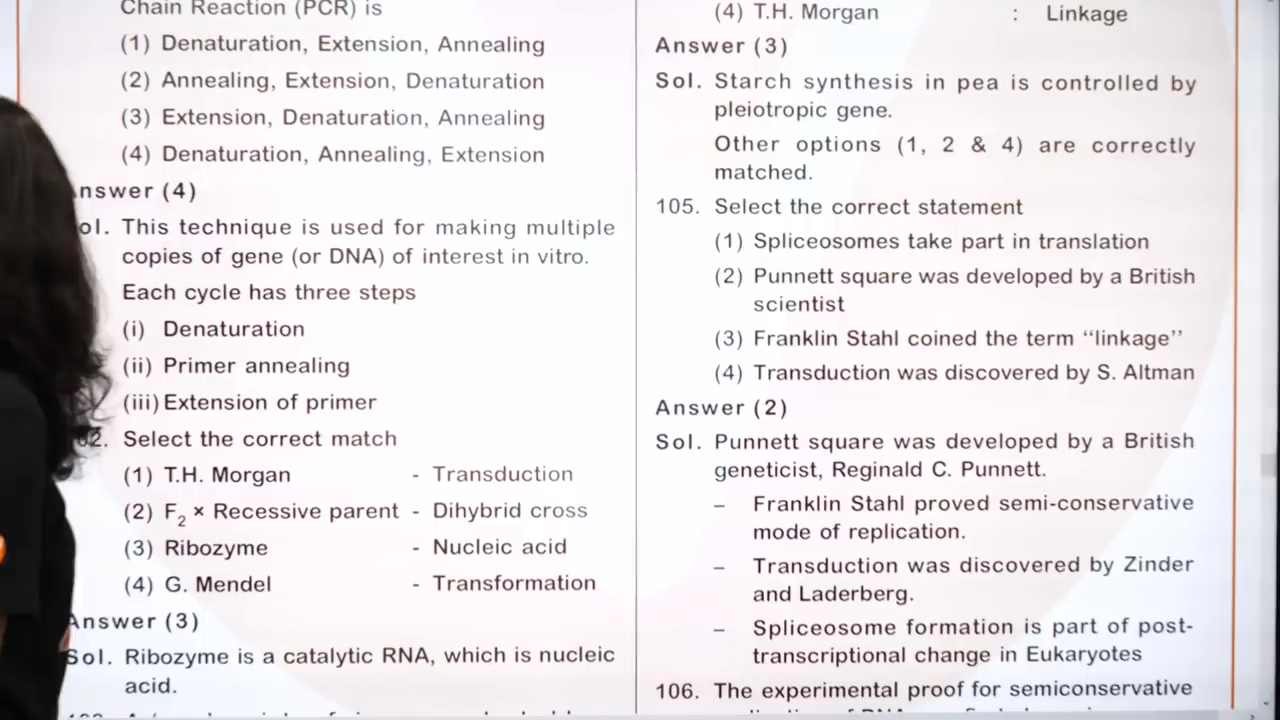 Chain Reaction (PCR) is
(1) Denaturation, Extension, Annealing
(2) Annealing, Extension, Denaturation
(3) Extension, Denaturation, Annealing
(4) Denaturation, Annealing, Extension
nswer (4)
ol. This technique is used for making multiple
copies of gene (or DNA) of interest in vitro.
Each cycle has three steps
(i) Denaturation
(ii) Primer annealing
(iii) Extension of primer
02. Select the correct match
(1) T.H. Morgan - Transduction
(2) F2 × Recessive parent - Dihybrid cross
(3) Ribozyme - Nucleic acid
(4) G. Mendel - Transformation
Answer (3)
Sol. Ribozyme is a catalytic RNA, which is nucleic
acid.
(4) T.H. Morgan : Linkage
Answer (3)
Sol. Starch synthesis in pea is controlled by
pleiotropic gene.
Other options (1, 2 & 4) are correctly
matched.
105. Select the correct statement
(1) Spliceosomes take part in translation
(2) Punnett square was developed by a British
scientist
(3) Franklin Stahl coined the term “linkage”
(4) Transduction was discovered by S. Altman
Answer (2)
Sol. Punnett square was developed by a British
geneticist, Reginald C. Punnett.
– Franklin Stahl proved semi-conservative
mode of replication.
– Transduction was discovered by Zinder
and Laderberg.
– Spliceosome formation is part of post-
transcriptional change in Eukaryotes
106. The experimental proof for semiconservative